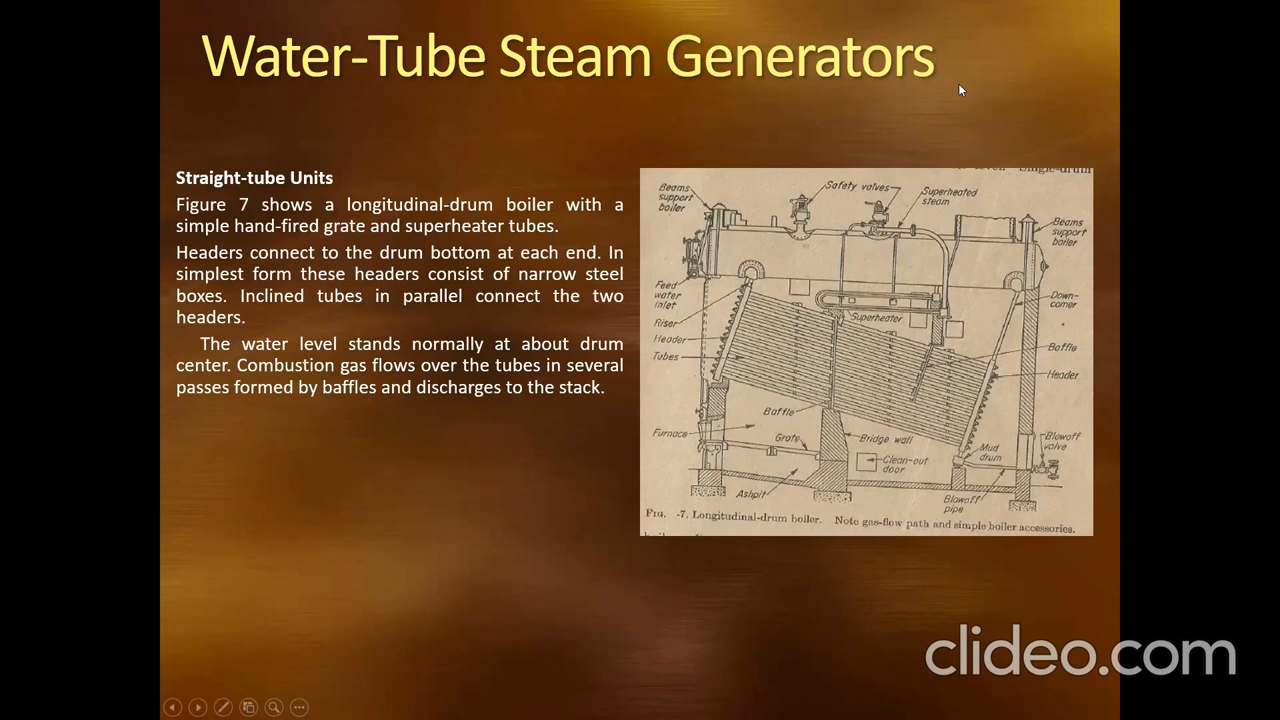 Water-Tube Steam Generators
Straight-tube Units
Figure 7 shows a longitudinal-drum boiler with a
simple hand-fired grate and superheater tubes.
Headers connect to the drum bottom at each end. In
simplest form these headers consist of narrow steel
boxes. Inclined tubes in parallel connect the two
headers.
The water level stands normally at about drum
center. Combustion gas flows over the tubes in several
passes formed by baffles and discharges to the stack.
Single-drum
Beams
support
boiler
Safety valves
Superheated
steam
Beams
support
boiler
Feed
water
inlet
Down-
comer
Riser
Superheater
Header
Baffle
Tubes
Header
Baffle
Furnace
Grate
Bridge wall
Blowoff
valve
Mud
drum
Clean-out
door
Ashpit
Blowoff
pipe
FIG. -7. Longitudinal-drum boiler. Note gas-flow path and simple boiler accessories.
clideo.com